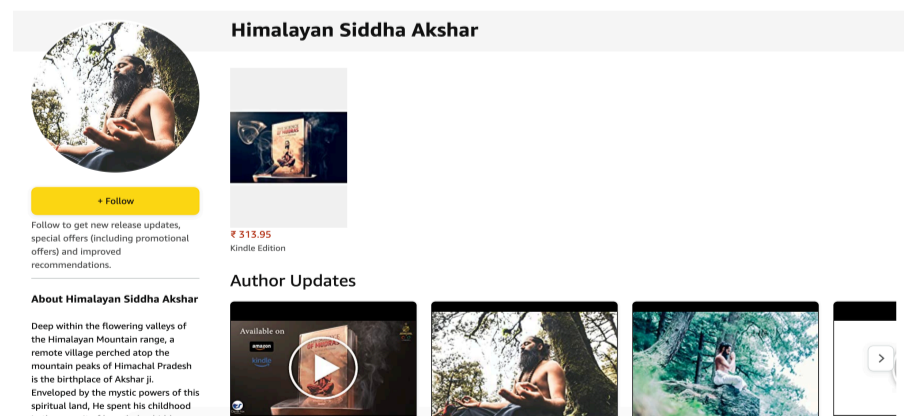 Himalayan Siddha Akshar
+ Follow
Follow to get new release updates,
special offers (including promotional
offers) and improved
recommendations.
₹ 313.95
Kindle Edition
About Himalayan Siddha Akshar
Deep within the flowering valleys of
the Himalayan Mountain range, a
remote village perched atop the
mountain peaks of Himachal Pradesh
is the birthplace of Akshar ji.
Enveloped by the mystic powers of this
spiritual land, He spent his childhood
Author Updates
Available on
amazon
kindle